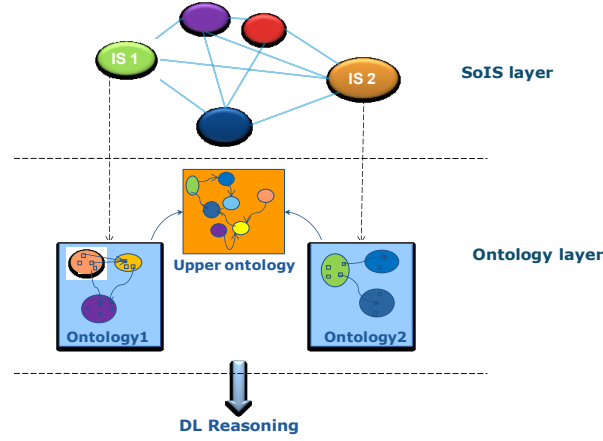 IS 1
IS 2
SoIS layer
Upper ontology
Ontology layer
Ontology1
Ontology2
DL Reasoning